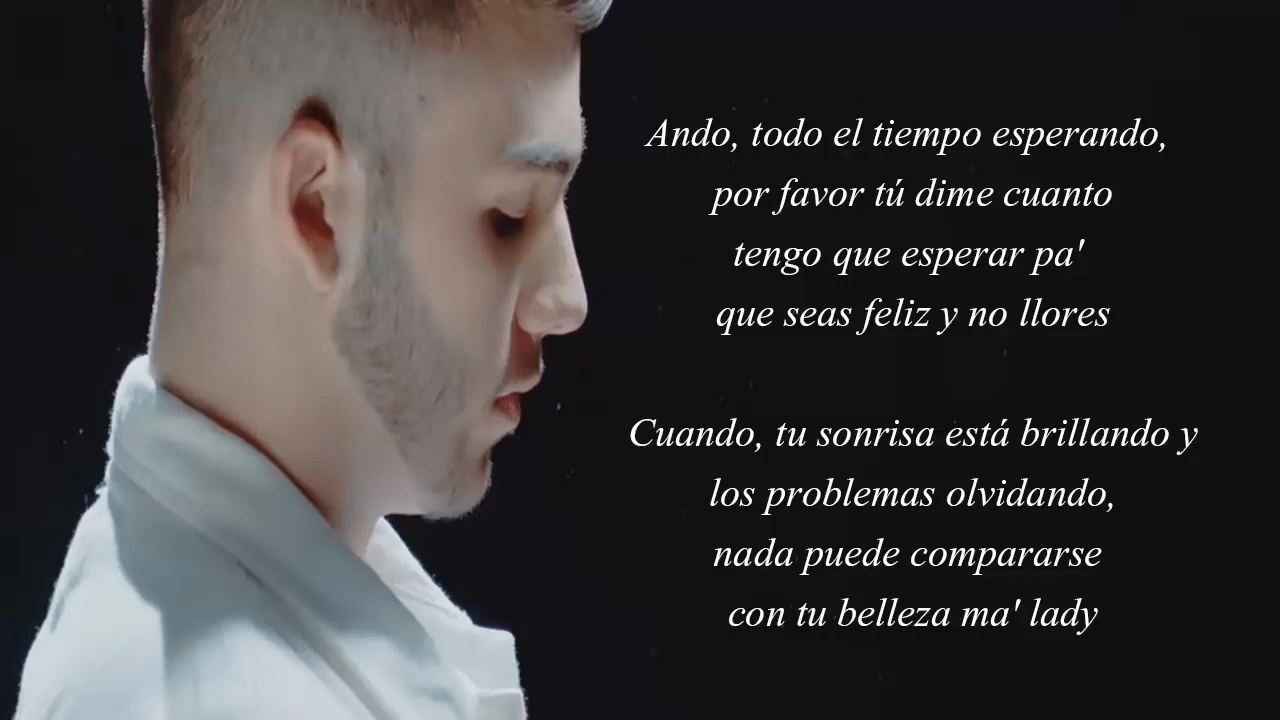 Ando, todo el tiempo esperando,
por favor tú dime cuanto
tengo que esperar pa'
que seas feliz y no llores
Cuando, tu sonrisa está brillando y
los problemas olvidando,
nada puede compararse
con tu belleza ma' lady